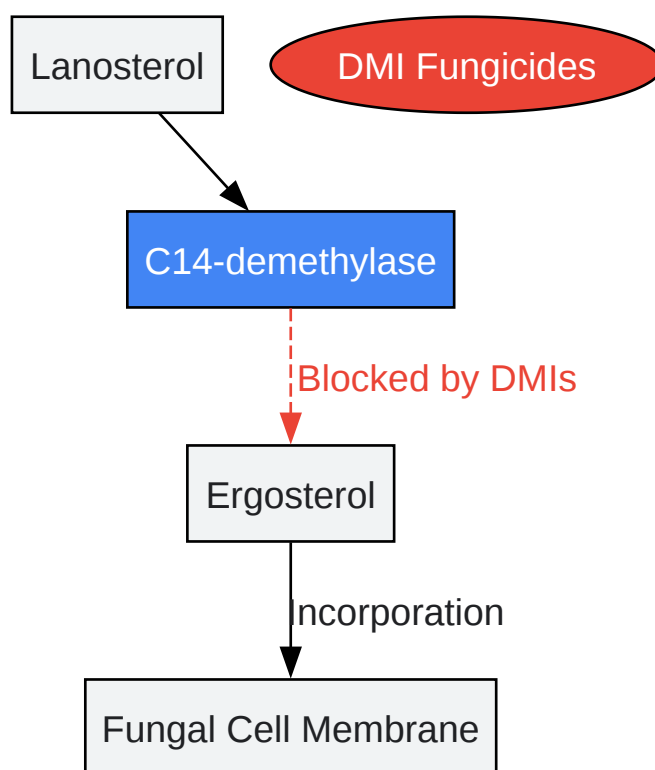 Lanosterol
DMI Fungicides
C14-demethylase
Blocked by DMIs
Ergosterol
Incorporation
Fungal Cell Membrane